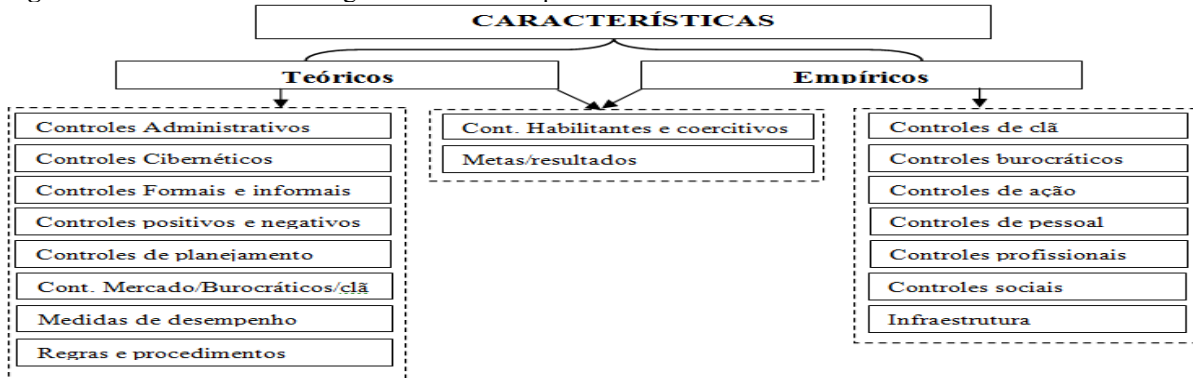 CARACTERÍSTICAS
Teóricos
Empíricos
Controles Administrativos
Controles Cibernéticos
Controles Formais e informais
Controles positivos e negativos
Controles de planejamento
Cont. Mercado/Burocráticos/clã
Medidas de desempenho
Regras e procedimentos
Cont. Habilitantes e coercitivos
Metas/resultados
Controles de clã
Controles burocráticos
Controles de ação
Controles de pessoal
Controles profissionais
Controles sociais
Infraestrutura